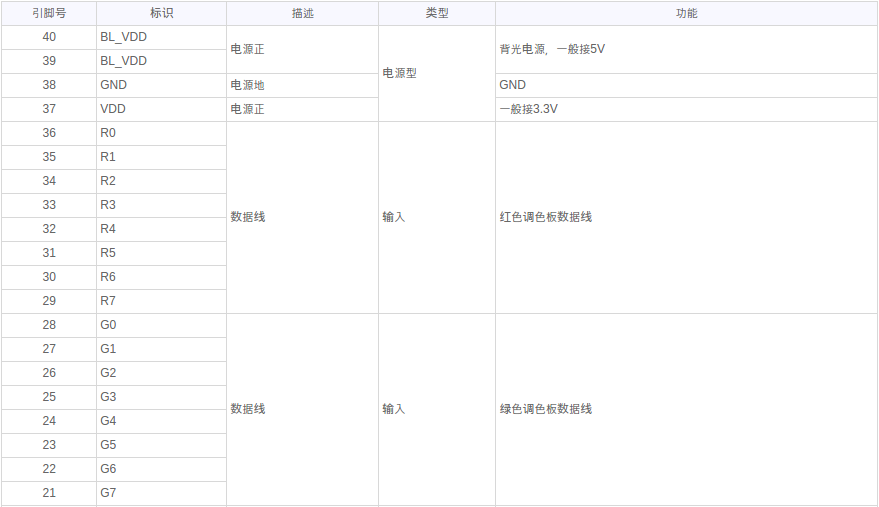 引脚号 标识 描述 类型 功能
40 BL_VDD 电源正 电源型 背光电源，一般接5V
39 BL_VDD
38 GND 电源地 GND
37 VDD 电源正 一般接3.3V
36 R0 数据线 输入 红色调色板数据线
35 R1
34 R2
33 R3
32 R4
31 R5
30 R6
29 R7
28 G0 数据线 输入 绿色调色板数据线
27 G1
26 G2
25 G3
24 G4
23 G5
22 G6
21 G7